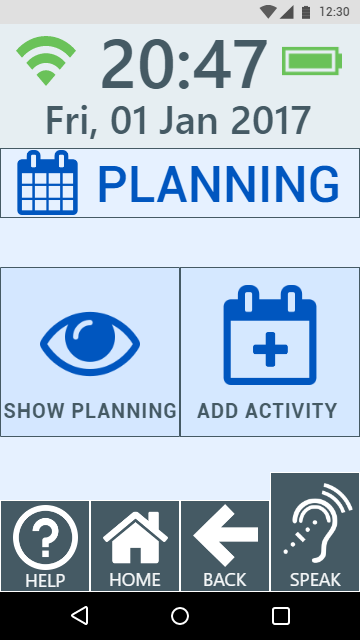 12:30
20:47
Fri, 01 Jan 2017
PLANNING
SHOW PLANNING
ADD ACTIVITY
HELP
HOME
BACK
SPEAK